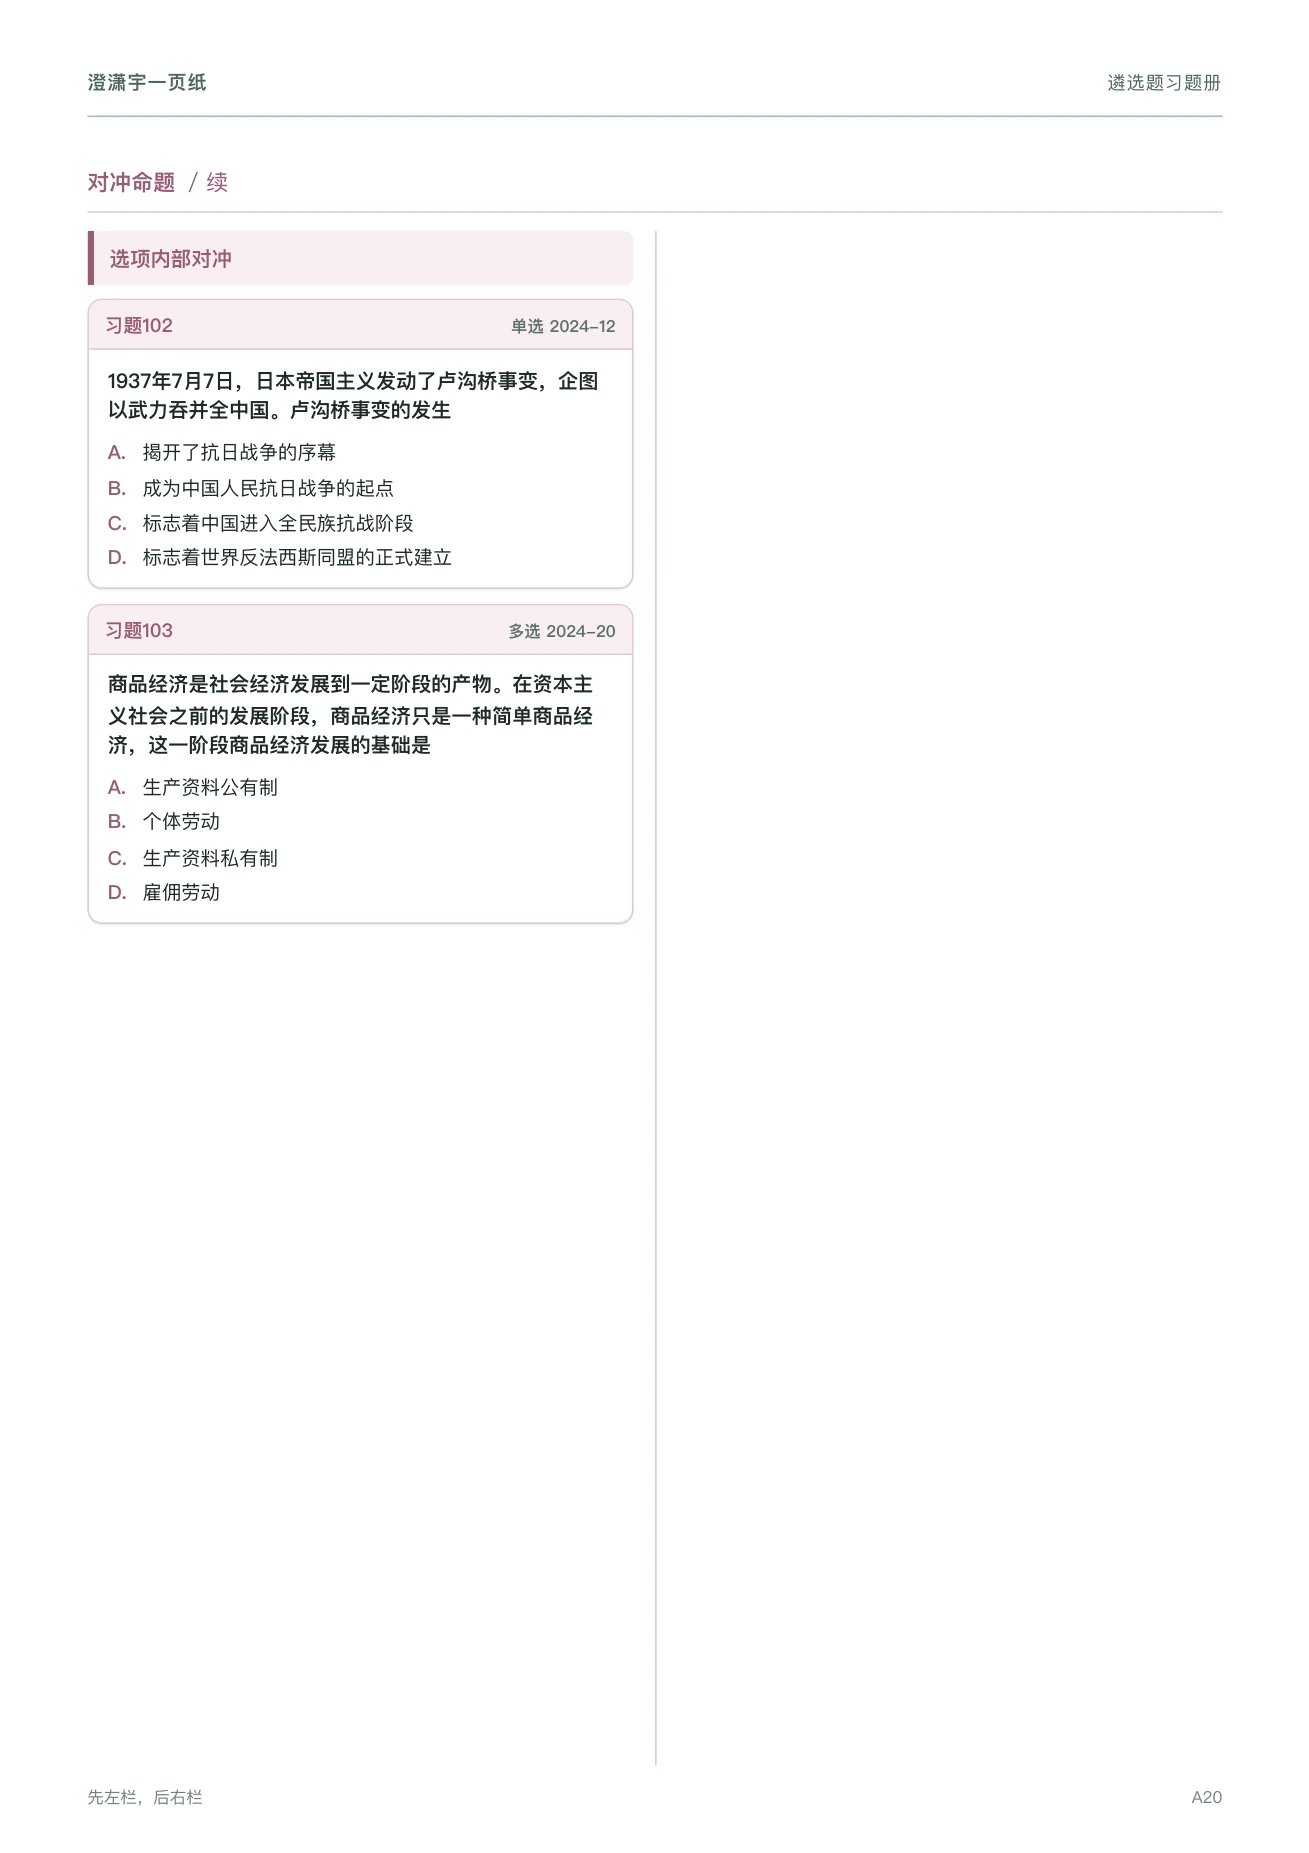 澄潇宇一页纸
遴选题习题册
对冲命题 / 续
选项内部对冲
习题102
单选 2024-12
1937年7月7日，日本帝国主义发动了卢沟桥事变，企图
以武力吞并全中国。卢沟桥事变的发生
A. 揭开了抗日战争的序幕
B. 成为中国人民抗日战争的起点
C. 标志着中国进入全民族抗战阶段
D. 标志着世界反法西斯同盟的正式建立
习题103
多选 2024-20
商品经济是社会经济发展到一定阶段的产物。在资本主
义社会之前的发展阶段，商品经济只是一种简单商品经
济，这一阶段商品经济发展的基础是
A. 生产资料公有制
B. 个体劳动
C. 生产资料私有制
D. 雇佣劳动
先左栏，后右栏
A20